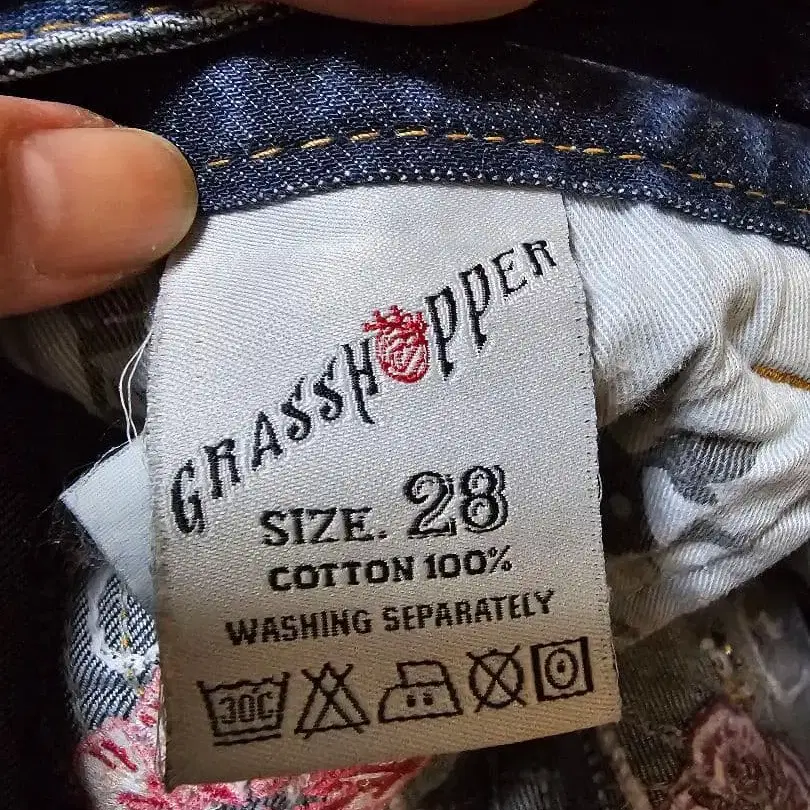 GRASSHOPPER
SIZE. 28
COTTON 100%
WASHING SEPARATELY
30C